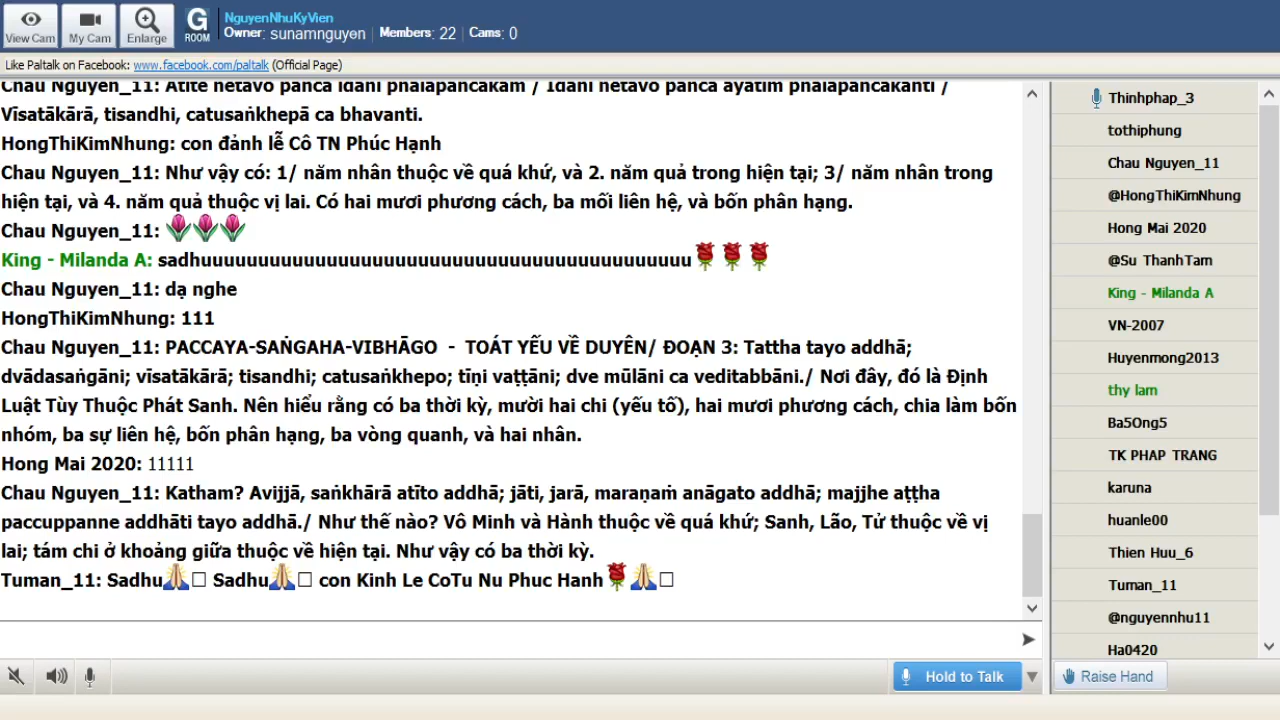 NguyenNhuKyVien
View Cam My Cam Enlarge G ROOM Owner: sunamnguyen Members: 22 Cams: 0
Like Paltalk on Facebook: www.facebook.com/paltalk (Official Page)
Chau Nguyen_11: Atīte hetavo pañca idāni phalapañcakaṁ / Idāni hetavo pañca āyatiṁ phalapañcakanti /
Vīsatākārā, tisandhi, catusaṅkhepā ca bhavanti.
HongThiKimNhung: con đảnh lễ Cô TN Phúc Hạnh
Chau Nguyen_11: Như vậy có: 1/ năm nhân thuộc về quá khứ, và 2. năm quả trong hiện tại; 3/ năm nhân trong
hiện tại, và 4. năm quả thuộc vị lai. Có hai mươi phương cách, ba mối liên hệ, và bốn phân hạng.
Chau Nguyen_11: 🌷🌷🌷
King - Milanda A: sadhuuuuuuuuuuuuuuuuuuuuuuuuuuuuuuuuuuuuuuuuuuu🌹🌹🌹
Chau Nguyen_11: dạ nghe
HongThiKimNhung: 111
Chau Nguyen_11: PACCAYA-SAṄGAHA-VIBHĀGO - TOÁT YẾU VỀ DUYÊN/ ĐOẠN 3: Tattha tayo addhā;
dvādasaṅgāni; vīsatākārā; tisandhi; catusaṅkhepo; tīṇi vaṭṭāni; dve mūlāni ca veditabbāni./ Nơi đây, đó là Định
Luật Tùy Thuộc Phát Sanh. Nên hiểu rằng có ba thời kỳ, mười hai chi (yếu tố), hai mươi phương cách, chia làm bốn
nhóm, ba sự liên hệ, bốn phân hạng, ba vòng quanh, và hai nhân.
Hong Mai 2020: 11111
Chau Nguyen_11: Katham? Avijjā, saṅkhārā atīto addhā; jāti, jarā, maraṇaṁ anāgato addhā; majjhe aṭṭha
paccuppanne addhāti tayo addhā./ Như thế nào? Vô Minh và Hành thuộc về quá khứ; Sanh, Lão, Tử thuộc về vị
lai; tám chi ở khoảng giữa thuộc về hiện tại. Như vậy có ba thời kỳ.
Tuman_11: Sadhu🙏□ Sadhu🙏□ con Kinh Le CoTu Nu Phuc Hanh🌹🙏□
Thinhphap_3
tothiphung
Chau Nguyen_11
@HongThiKimNhung
Hong Mai 2020
@Su ThanhTam
King - Milanda A
VN-2007
Huyenmong2013
thy lam
Ba5Ong5
TK PHAP TRANG
karuna
huanle00
Thien Huu_6
Tuman_11
@nguyennhu11
Ha0420
Hold to Talk
Raise Hand